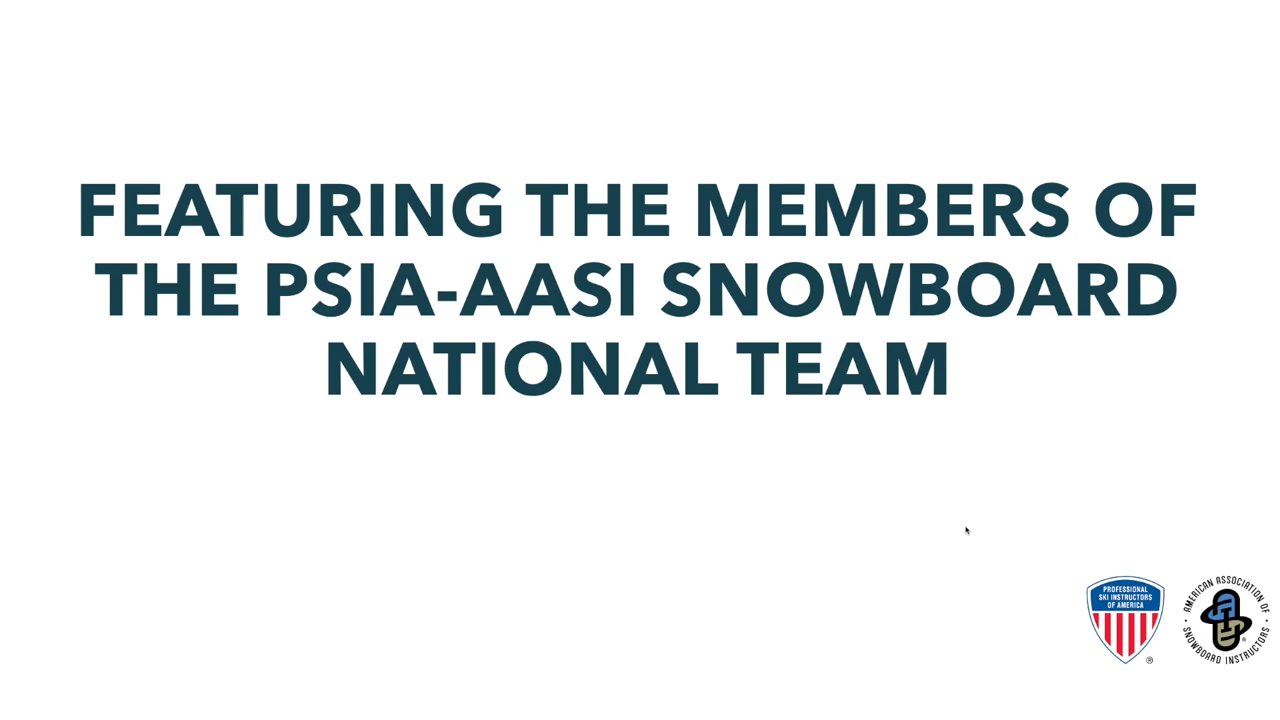 FEATURING THE MEMBERS OF
THE PSIA-AASI SNOWBOARD
NATIONAL TEAM
PROFESSIONAL
SKI INSTRUCTORS
OF AMERICA
®
AMERICAN ASSOCIATION OF
SNOWBOARD INSTRUCTORS
®